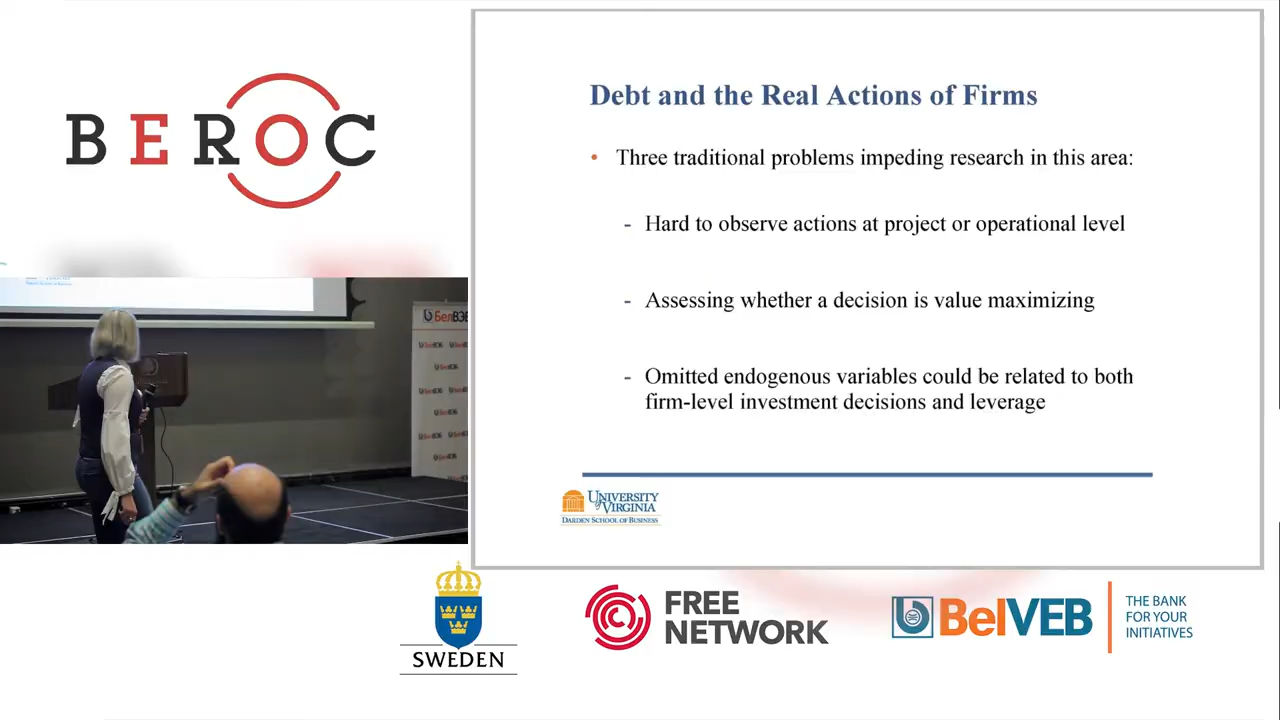 BEROC
Debt and the Real Actions of Firms
• Three traditional problems impeding research in this area:
- Hard to observe actions at project or operational level
- Assessing whether a decision is value maximizing
- Omitted endogenous variables could be related to both
firm-level investment decisions and leverage
UNIVERSITY
of VIRGINIA
DARDEN SCHOOL OF BUSINESS
БелВЭБ
SWEDEN
FREE
NETWORK
BelVEB
THE BANK
FOR YOUR
INITIATIVES